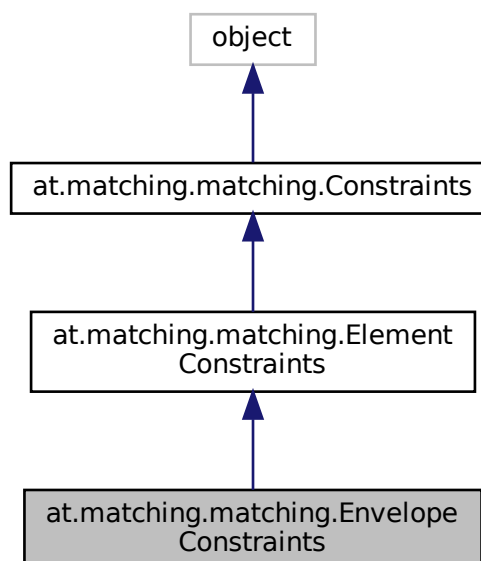 object
at.matching.matching.Constraints
at.matching.matching.Element
Constraints
at.matching.matching.Envelope
Constraints